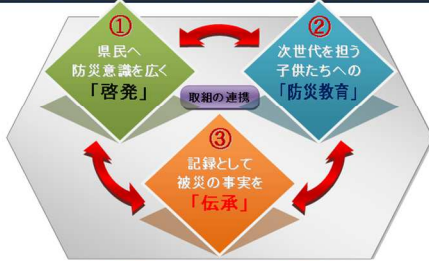 ①
県民へ
防災意識を広く
「啓発」
②
次世代を担う
子供たちへの
「防災教育」
取組の連携
③
記録として
被災の事実を
「伝承」